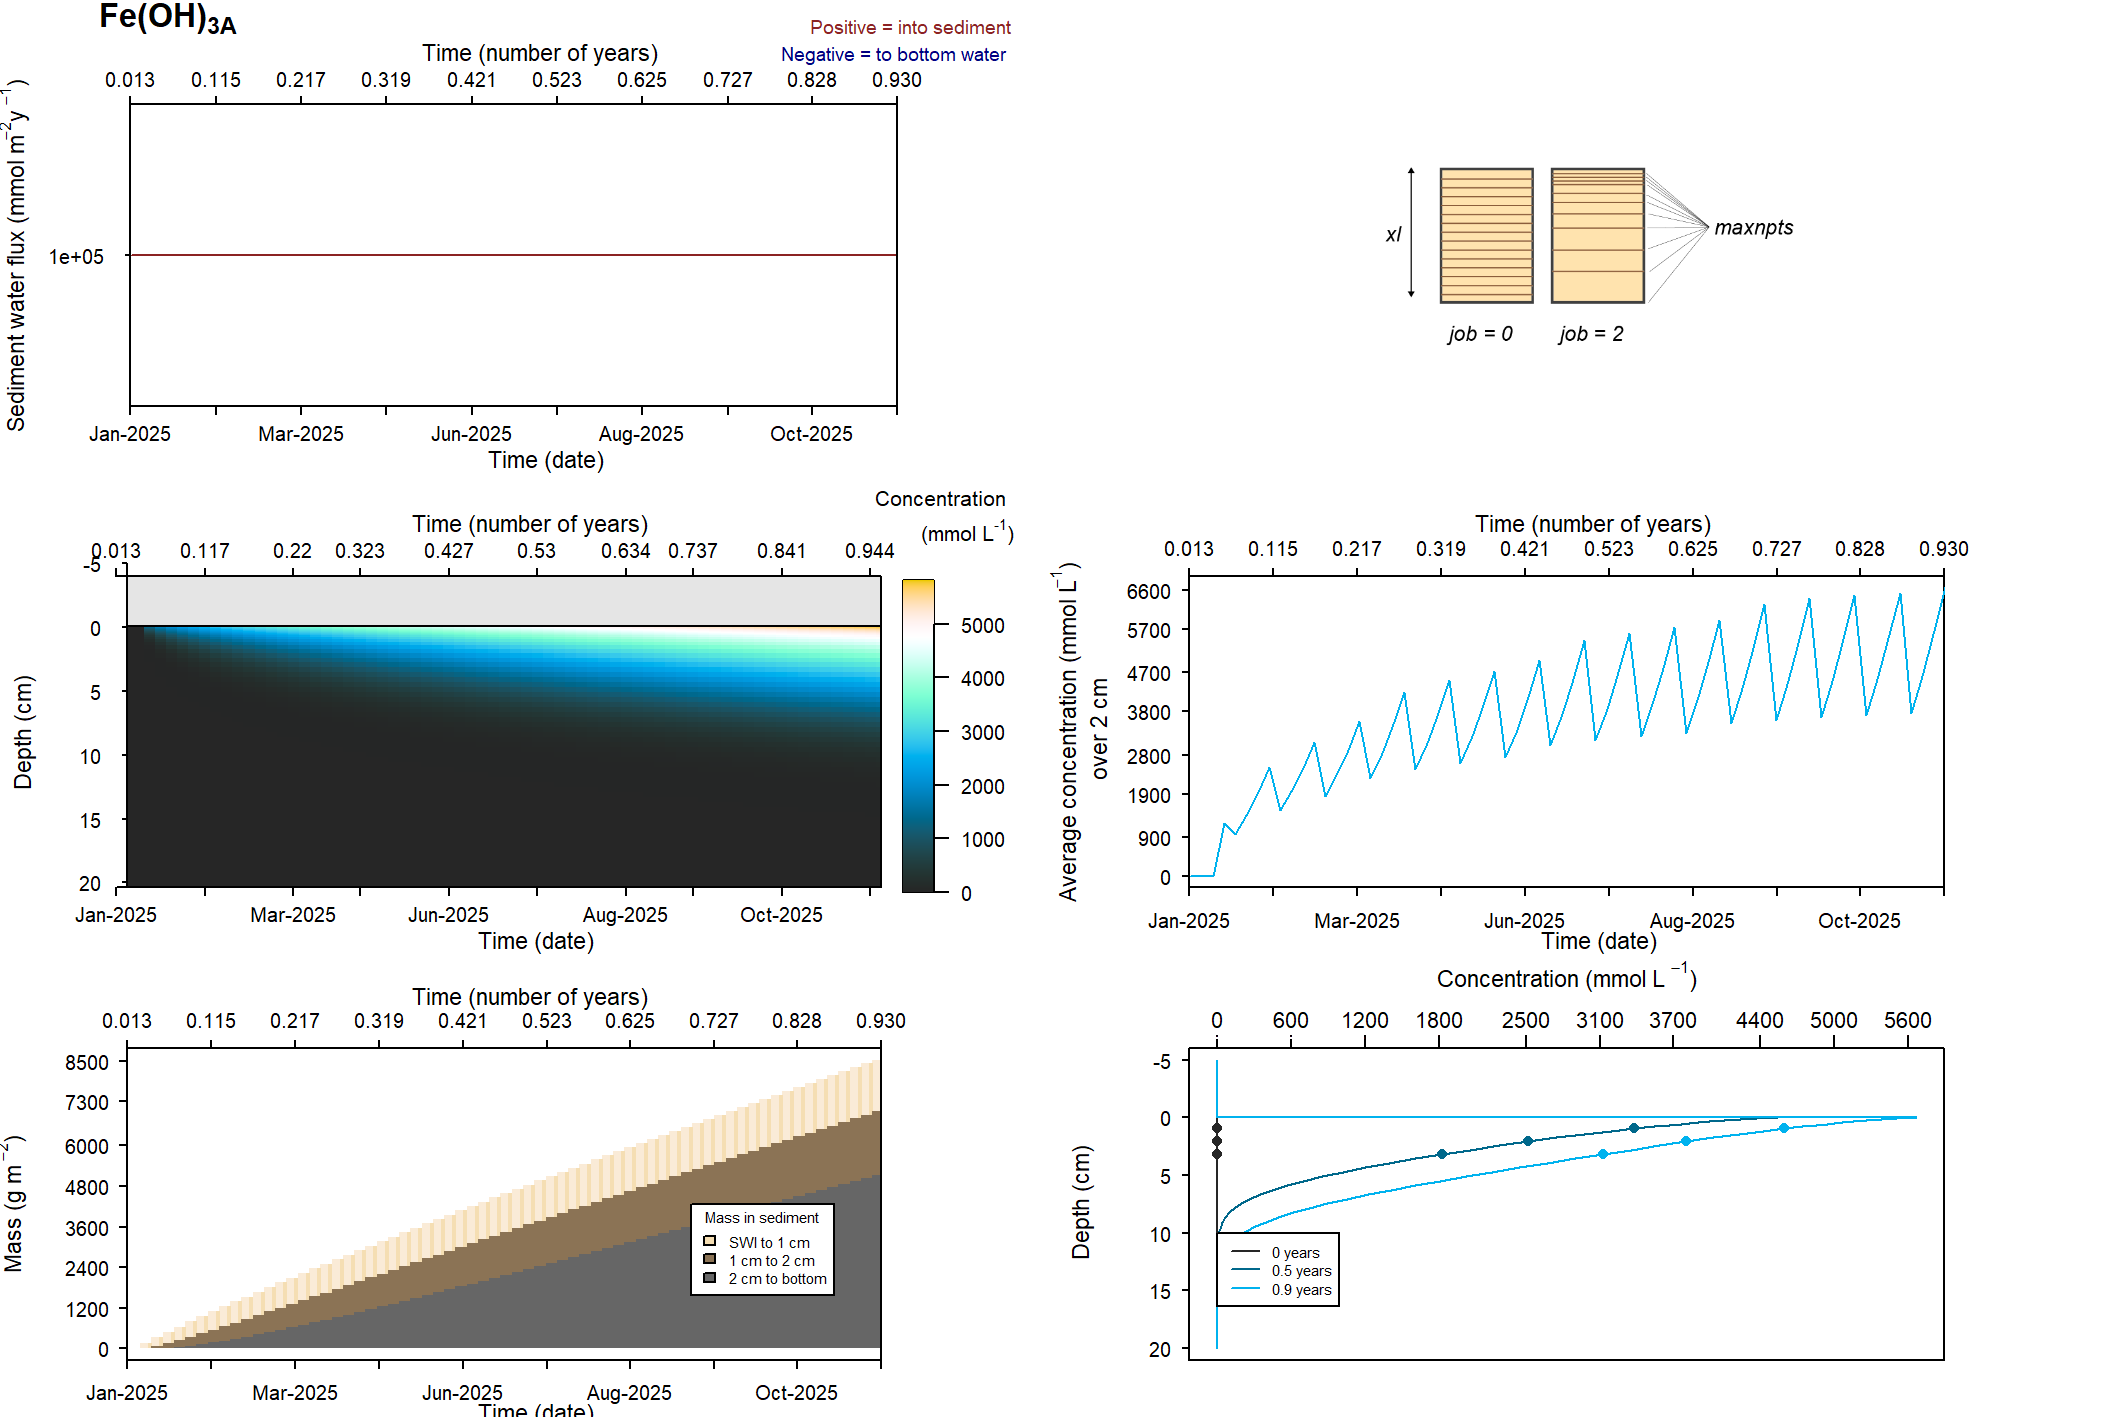 Fe(OH)3A
Positive = into sediment
Negative = to bottom water
Time (number of years)
0.013 0.115 0.217 0.319 0.421 0.523 0.625 0.727 0.828 0.930
Sediment water flux (mmol m−2y−1)
1e+05
Jan-2025 Mar-2025 Jun-2025 Aug-2025 Oct-2025
Time (date)
xl
maxnpts
job = 0 job = 2
Concentration
(mmol L-1)
Time (number of years)
0.013 0.117 0.22 0.323 0.427 0.53 0.634 0.737 0.841 0.944
Depth (cm)
-5
0
5
10
15
20
5000
4000
3000
2000
1000
0
Jan-2025 Mar-2025 Jun-2025 Aug-2025 Oct-2025
Time (date)
Time (number of years)
0.013 0.115 0.217 0.319 0.421 0.523 0.625 0.727 0.828 0.930
Average concentration (mmol L−1)
over 2 cm
6600
5700
4700
3800
2800
1900
900
0
Jan-2025 Mar-2025 Jun-2025 Aug-2025 Oct-2025
Time (date)
Time (number of years)
0.013 0.115 0.217 0.319 0.421 0.523 0.625 0.727 0.828 0.930
Mass (g m−2)
8500
7300
6000
4800
3600
2400
1200
0
Mass in sediment
SWI to 1 cm
1 cm to 2 cm
2 cm to bottom
Jan-2025 Mar-2025 Jun-2025 Aug-2025 Oct-2025
Time (date)
Concentration (mmol L −1)
0 600 1200 1800 2500 3100 3700 4400 5000 5600
Depth (cm)
-5
0
5
10
15
20
0 years
0.5 years
0.9 years